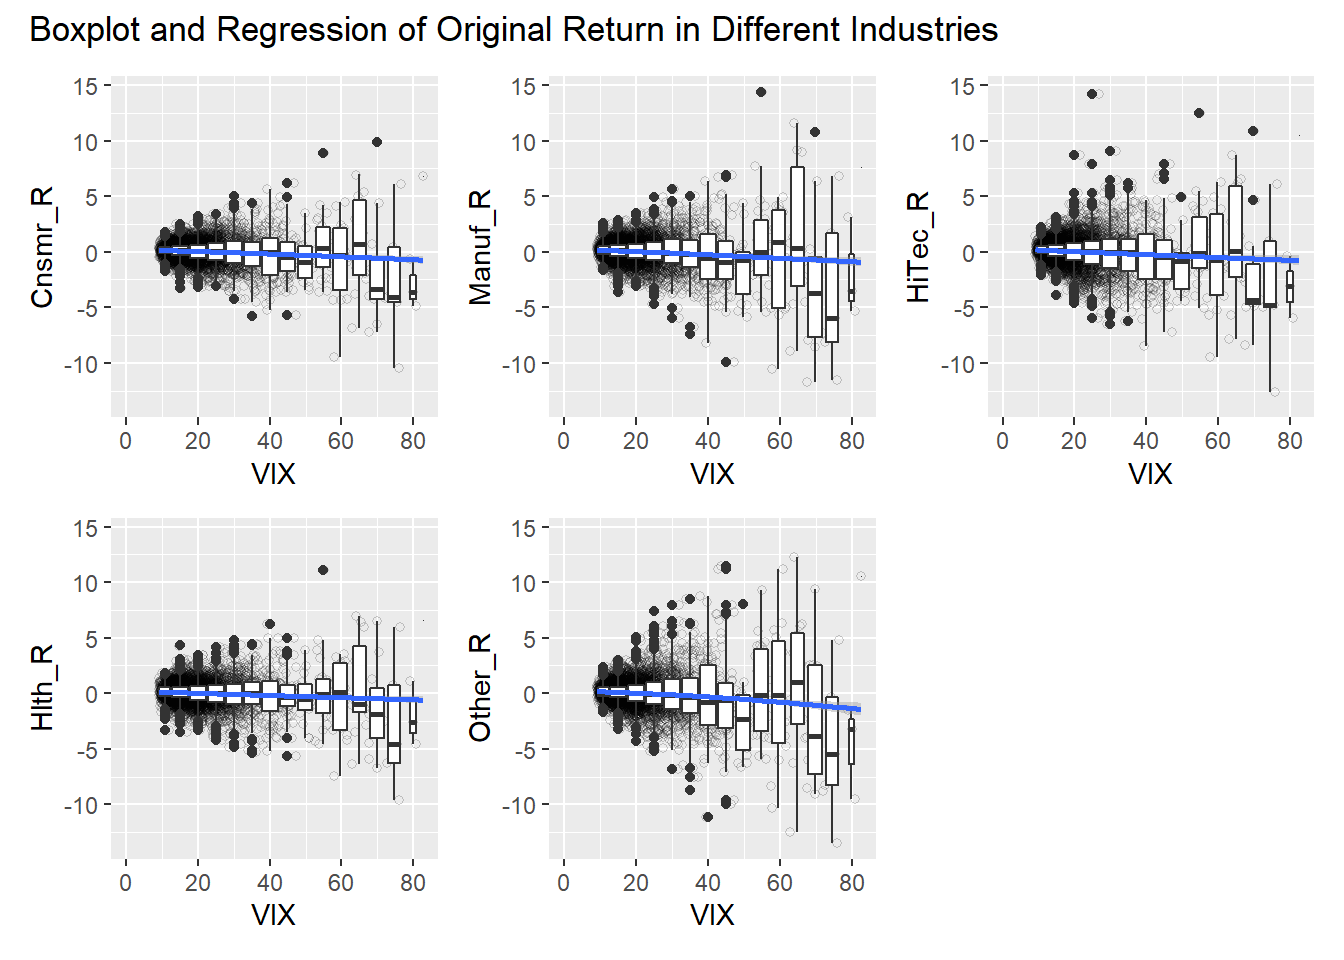 Boxplot and Regression of Original Return in Different Industries
15 15 15
10 10 10
5 5 5
0 0 0
-5 -5 -5
-10 -10 -10
Cnsmr_R Manuf_R HiTec_R
0 20 40 60 80 0 20 40 60 80 0 20 40 60 80
VIX VIX VIX
15 15
10 10
5 5
0 0
-5 -5
-10 -10
Hlth_R Other_R
0 20 40 60 80 0 20 40 60 80
VIX VIX